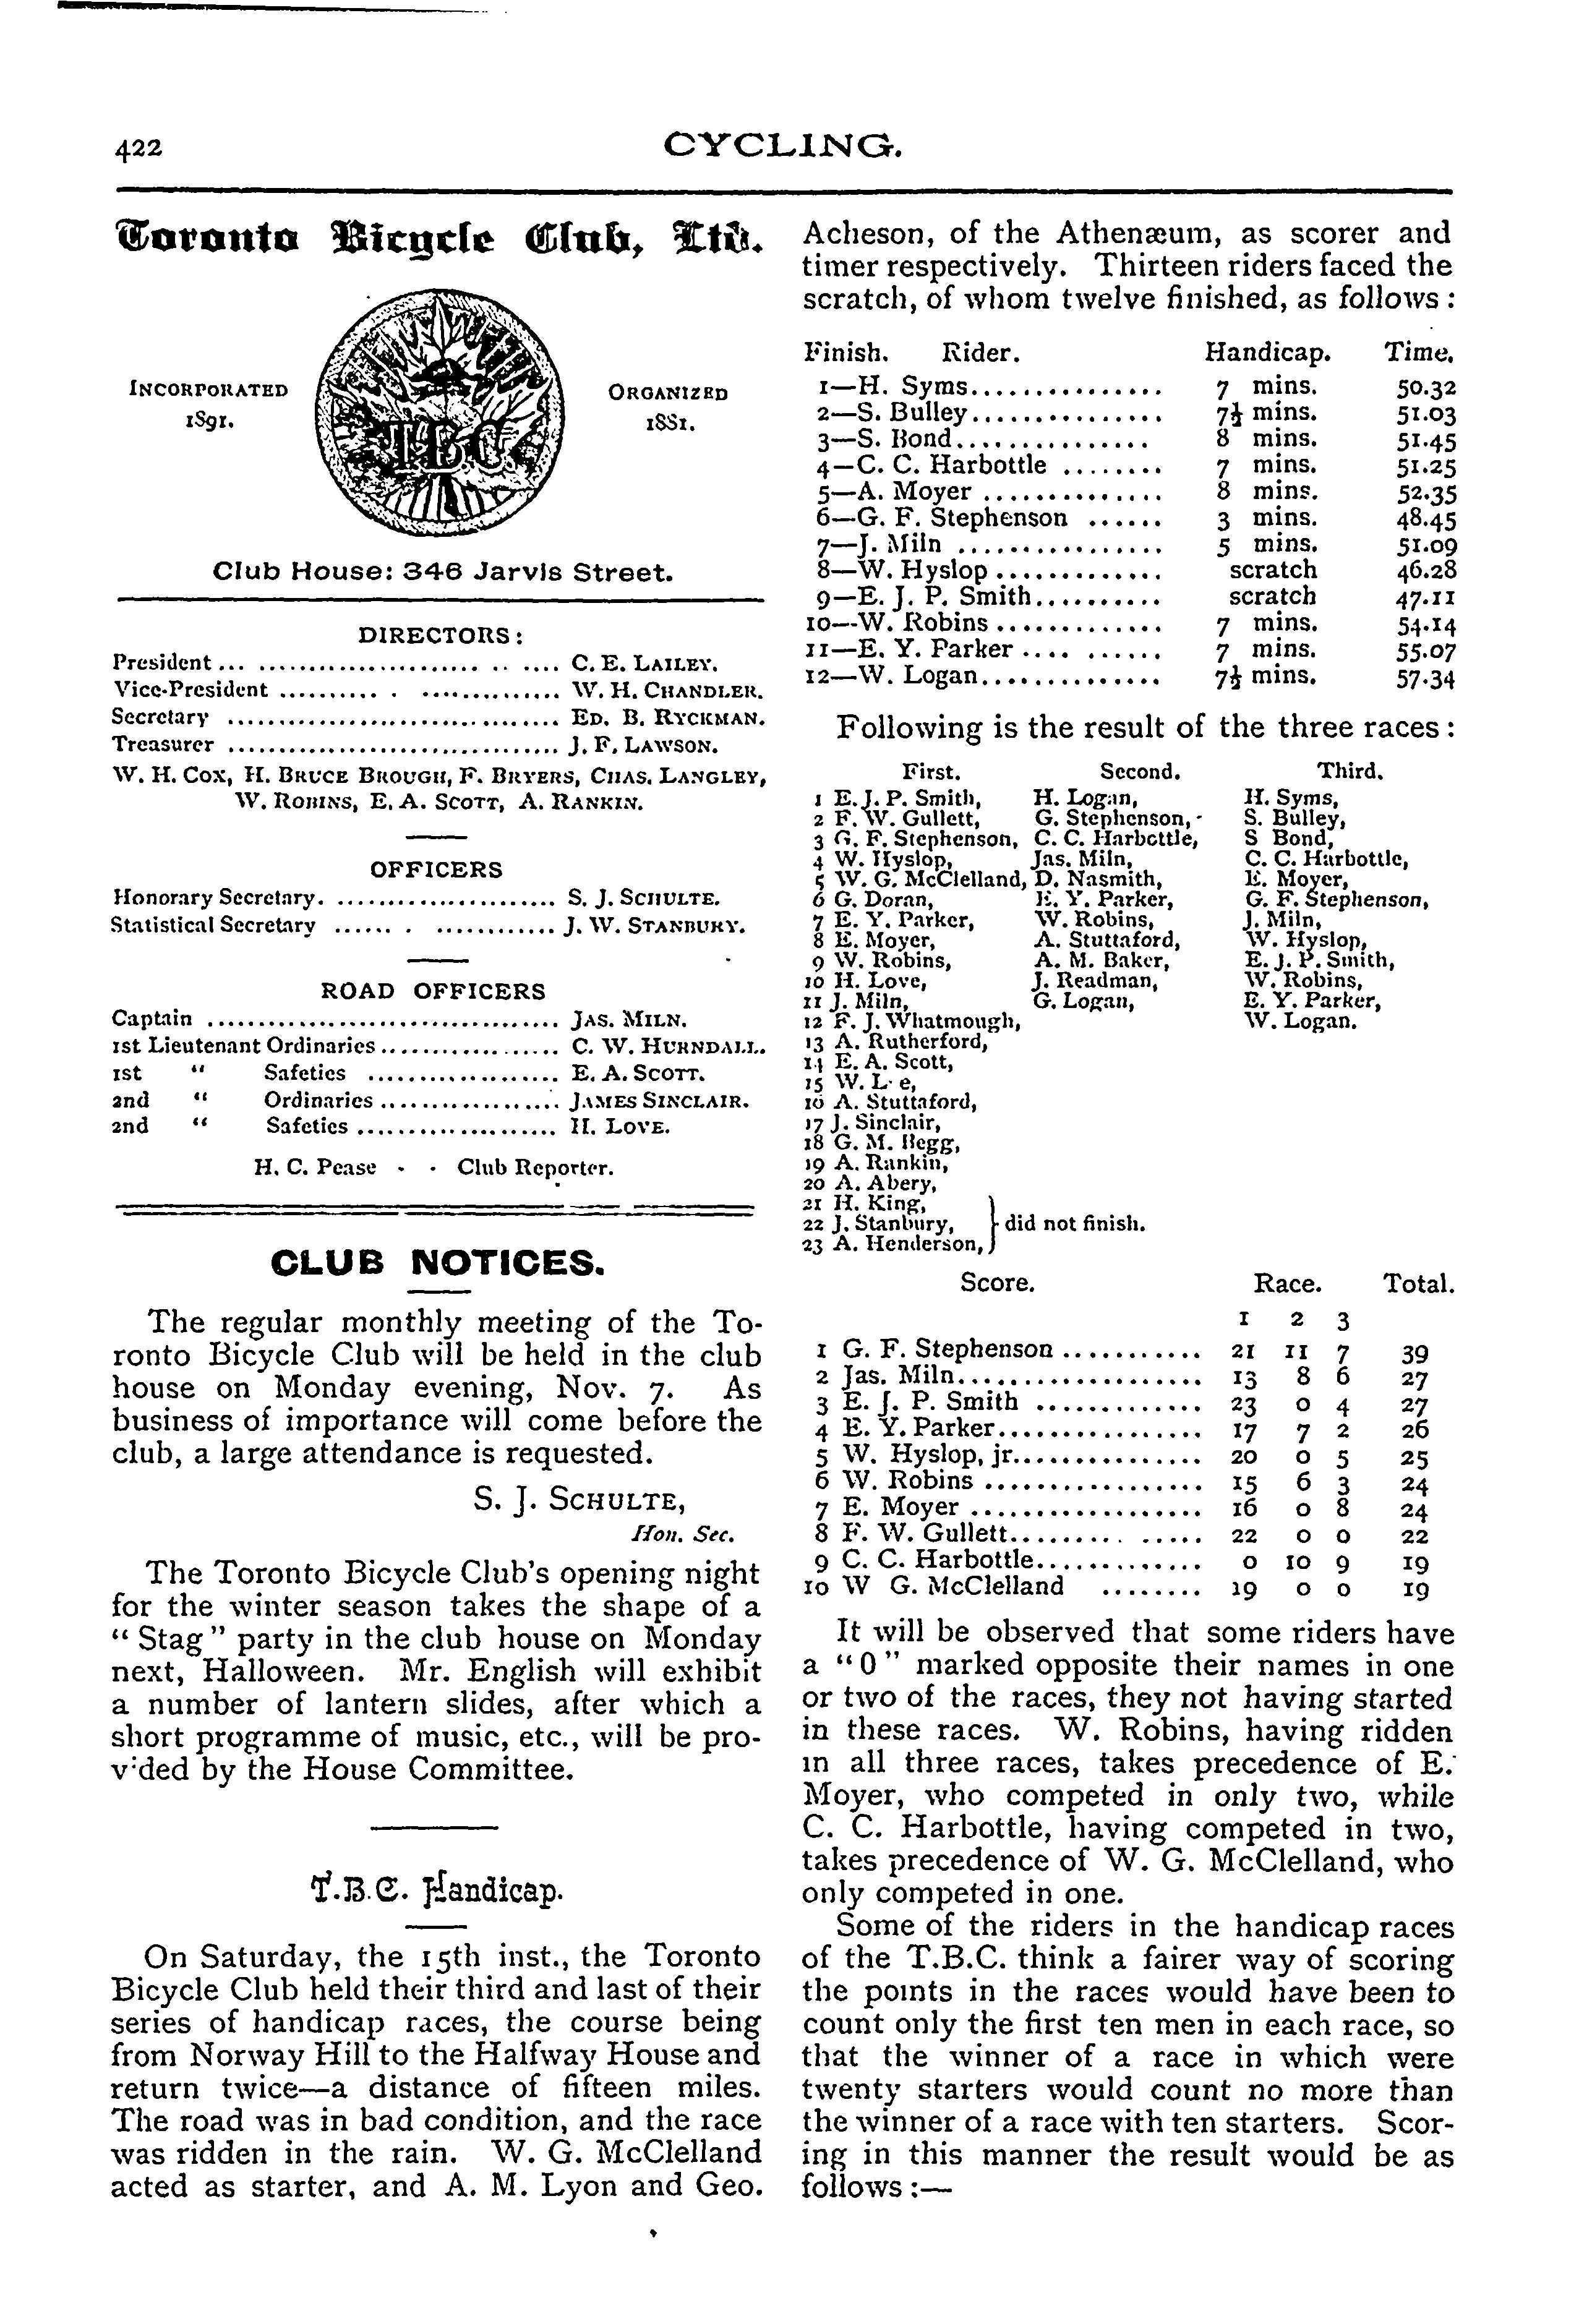 422
CYCLING.
Toronto Bicycle Club, Ltd.
INCORPORATED
1891.
T.B.C.
ORGANIZED
1881.
Club House: 346 Jarvis Street.
DIRECTORS:
President ... ........................ .. .... C. E. LAILEY.
Vice-President .......... . .............. W. H. CHANDLER.
Secretary ................................. ED. B. RYCKMAN.
Treasurer ................................. J. F. LAWSON.
W. H. COX, H. BRUCE BROUGH, F. BRYERS, CHAS. LANGLEY,
W. ROBINS, E. A. SCOTT, A. RANKIN.
OFFICERS
Honorary Secretary. ...................... S. J. SCHULTE.
Statistical Secretary ...... . ............ J. W. STANBURY.
ROAD OFFICERS
Captain ................................... JAS. MILN.
1st Lieutenant Ordinaries .................. C. W. HURNDALL.
1st " Safeties ................... E. A. SCOTT.
2nd " Ordinaries .................. JAMES SINCLAIR.
2nd " Safeties .................... H. LOVE.
H. C. Pease - - Club Reporter.
CLUB NOTICES.
The regular monthly meeting of the To-
ronto Bicycle Club will be held in the club
house on Monday evening, Nov. 7. As
business of importance will come before the
club, a large attendance is requested.
S. J. SCHULTE,
Hon. Sec.
The Toronto Bicycle Club's opening night
for the winter season takes the shape of a
" Stag " party in the club house on Monday
next, Halloween. Mr. English will exhibit
a number of lantern slides, after which a
short programme of music, etc., will be pro-
v:ded by the House Committee.
T.B.C. Handicap.
On Saturday, the 15th inst., the Toronto
Bicycle Club held their third and last of their
series of handicap races, the course being
from Norway Hill to the Halfway House and
return twice—a distance of fifteen miles.
The road was in bad condition, and the race
was ridden in the rain. W. G. McClelland
acted as starter, and A. M. Lyon and Geo.
Acheson, of the Athenæum, as scorer and
timer respectively. Thirteen riders faced the
scratch, of whom twelve finished, as follows :
Finish. Rider. Handicap. Time.
1—H. Syms............... 7 mins. 50.32
2—S. Bulley............... 7½ mins. 51.03
3—S. Bond............... 8 mins. 51.45
4—C. C. Harbottle ........ 7 mins. 51.25
5—A. Moyer .............. 8 mins. 52.35
6—G. F. Stephenson ...... 3 mins. 48.45
7—J. Miln ................ 5 mins. 51.09
8—W. Hyslop ............. scratch 46.28
9—E. J. P. Smith.......... scratch 47.11
10—W. Robins ............. 7 mins. 54.14
11—E. Y. Parker .... ...... 7 mins. 55.07
12—W. Logan.............. 7½ mins. 57.34
Following is the result of the three races :
First. Second. Third.
1 E. J. P. Smith, H. Logan, H. Syms,
2 F. W. Gullett, G. Stephenson, S. Bulley,
3 G. F. Stephenson, C. C. Harbottle, S Bond,
4 W. Hyslop, Jas. Miln, C. C. Harbottle,
5 W. G. McClelland, D. Nasmith, E. Moyer,
6 G. Doran, E. Y. Parker, G. F. Stephenson,
7 E. Y. Parker, W. Robins, J. Miln,
8 E. Moyer, A. Stuttaford, W. Hyslop,
9 W. Robins, A. M. Baker, E. J. P. Smith,
10 H. Love, J. Readman, W. Robins,
11 J. Miln, G. Logan, E. Y. Parker,
12 F. J. Whatmough, W. Logan.
13 A. Rutherford,
14 E. A. Scott,
15 W.
16 A. Stuttaford,
17 J. Sinclair,
18 G. M. Begg,
19 A. Rankin,
20 A. Abery,
21 H. King,
22 J. Stanbury, } did not finish.
23 A. Henderson,
Score. Race. Total.
1 2 3
1 G. F. Stephenson ........... 21 11 7 39
2 Jas. Miln................... 13 8 6 27
3 E. J. P. Smith ............. 23 0 4 27
4 E. Y. Parker................ 17 7 2 26
5 W. Hyslop, jr............... 20 0 5 25
6 W. Robins ................. 15 6 3 24
7 E. Moyer .................. 16 0 8 24
8 F. W. Gullett......... . ..... 22 0 0 22
9 C. C. Harbottle............. 0 10 9 19
10 W G. McClelland ........ 19 0 0 19
It will be observed that some riders have
a "0" marked opposite their names in one
or two of the races, they not having started
in these races. W. Robins, having ridden
in all three races, takes precedence of E.
Moyer, who competed in only two, while
C. C. Harbottle, having competed in two,
takes precedence of W. G. McClelland, who
only competed in one.
Some of the riders in the handicap races
of the T.B.C. think a fairer way of scoring
the points in the races would have been to
count only the first ten men in each race, so
that the winner of a race in which were
twenty starters would count no more than
the winner of a race with ten starters. Scor-
ing in this manner the result would be as
follows :—